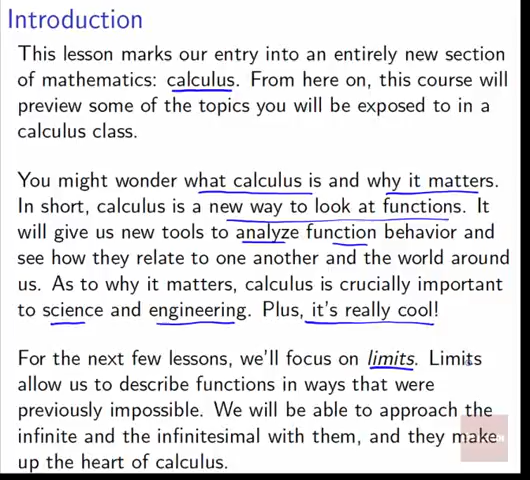 Introduction
This lesson marks our entry into an entirely new section
of mathematics: calculus. From here on, this course will
preview some of the topics you will be exposed to in a
calculus class.
You might wonder what calculus is and why it matters.
In short, calculus is a new way to look at functions. It
will give us new tools to analyze function behavior and
see how they relate to one another and the world around
us. As to why it matters, calculus is crucially important
to science and engineering. Plus, it's really cool!
For the next few lessons, we'll focus on limits. Limits
allow us to describe functions in ways that were
previously impossible. We will be able to approach the
infinite and the infinitesimal with them, and they make
up the heart of calculus.